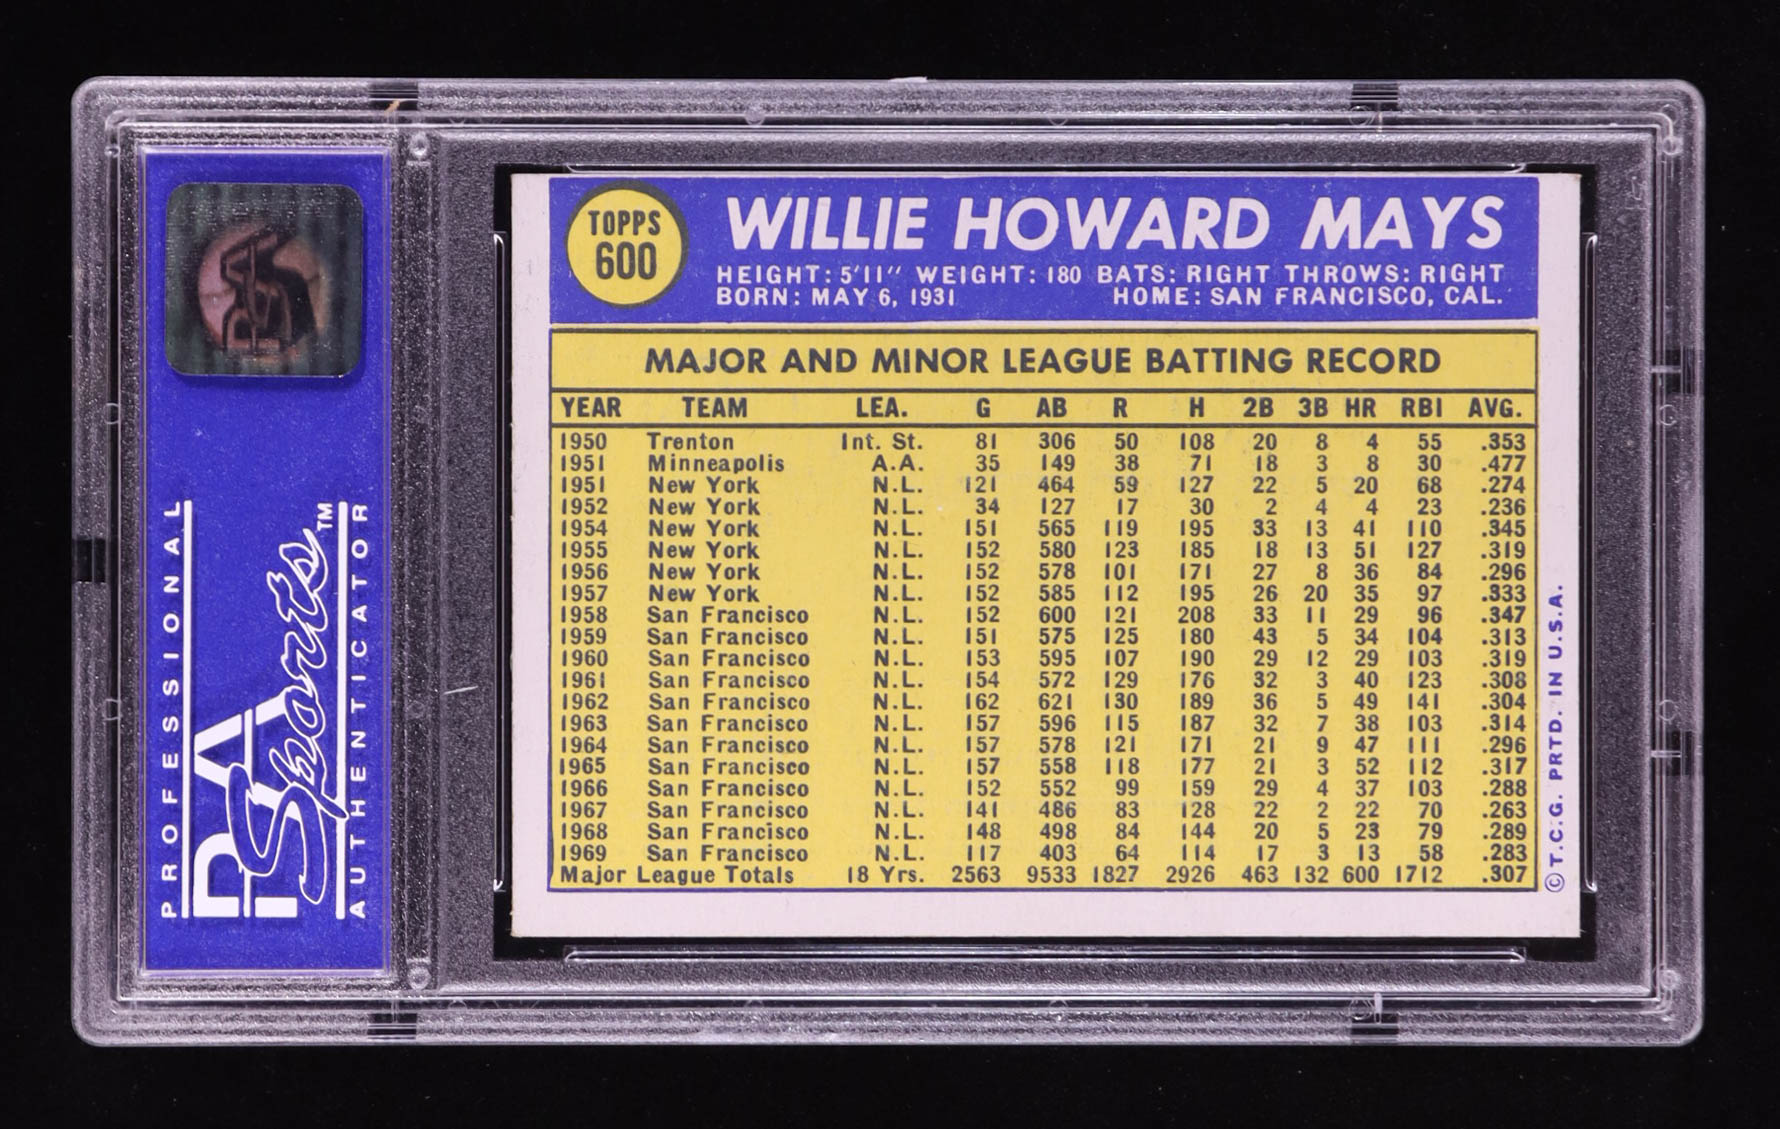 TOPPS
600
WILLIE HOWARD MAYS
HEIGHT: 5'11" WEIGHT: 180 BATS: RIGHT THROWS: RIGHT
BORN: MAY 6, 1931 HOME: SAN FRANCISCO, CAL.
MAJOR AND MINOR LEAGUE BATTING RECORD
YEAR TEAM LEA. G AB R H 2B 3B HR RBI AVG.
1950 Trenton Int. St. 81 306 50 108 20 8 4 55 .353
1951 Minneapolis A.A. 35 149 38 71 18 3 8 30 .477
1951 New York N.L. 121 464 59 127 22 5 20 68 .274
1952 New York N.L. 34 127 17 30 2 4 4 23 .236
1954 New York N.L. 151 565 119 195 33 13 41 110 .345
1955 New York N.L. 152 580 123 185 18 13 51 127 .319
1956 New York N.L. 152 578 101 171 27 8 36 84 .296
1957 New York N.L. 152 585 112 195 26 20 35 97 .333
1958 San Francisco N.L. 152 600 121 208 33 11 29 96 .347
1959 San Francisco N.L. 151 575 125 180 43 5 34 104 .313
1960 San Francisco N.L. 153 595 107 190 29 12 29 103 .319
1961 San Francisco N.L. 154 572 129 176 32 3 40 123 .308
1962 San Francisco N.L. 162 621 130 189 36 5 49 141 .304
1963 San Francisco N.L. 157 596 115 187 32 7 38 103 .314
1964 San Francisco N.L. 157 578 121 171 21 9 47 111 .296
1965 San Francisco N.L. 157 558 118 177 21 3 52 112 .317
1966 San Francisco N.L. 152 552 99 159 29 4 37 103 .288
1967 San Francisco N.L. 141 486 83 128 22 2 22 70 .263
1968 San Francisco N.L. 148 498 84 144 20 5 23 79 .289
1969 San Francisco N.L. 117 403 64 114 17 3 13 58 .283
Major League Totals 18 Yrs. 2563 9533 1827 2926 463 132 600 1712 .307
© T.C.G. PRTD. IN U.S.A.
PSA
PROFESSIONAL
PSA Sports™
AUTHENTICATOR